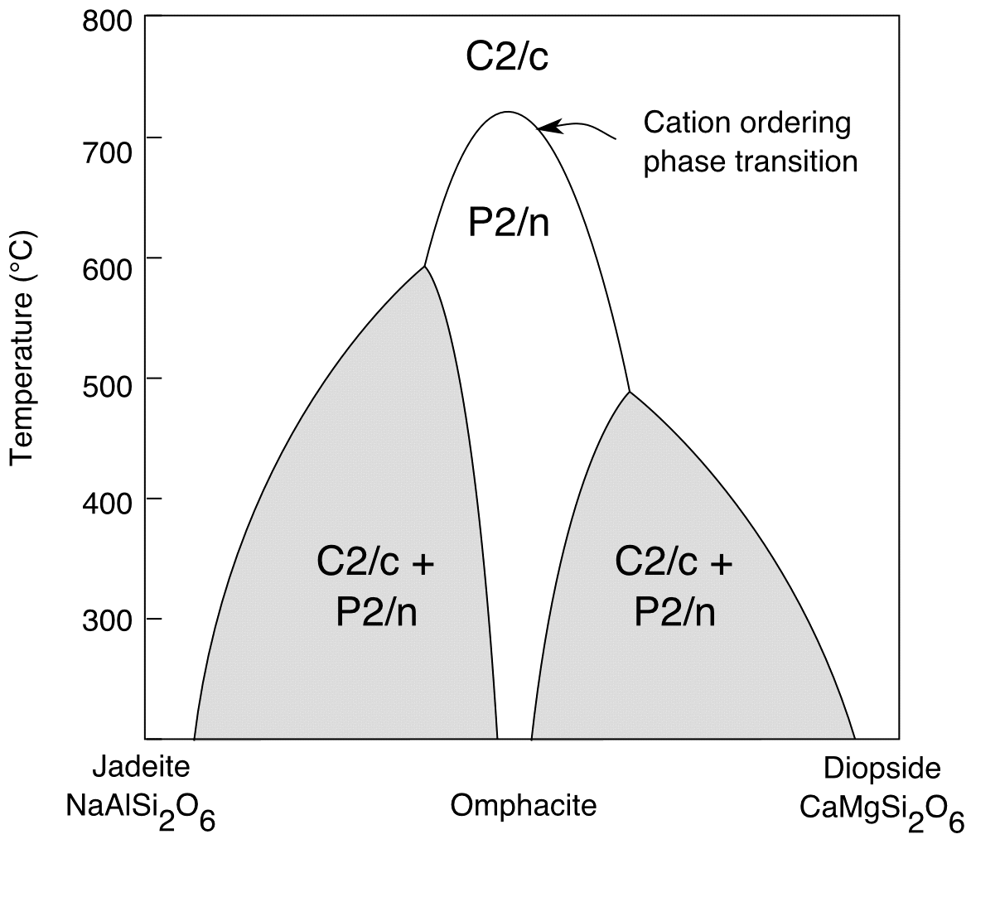 800
C2/c
Cation ordering
phase transition
700
P2/n
600
Temperature (°C)
500
400
C2/c +
P2/n
C2/c +
P2/n
300
Jadeite
NaAlSi2O6
Omphacite
Diopside
CaMgSi2O6